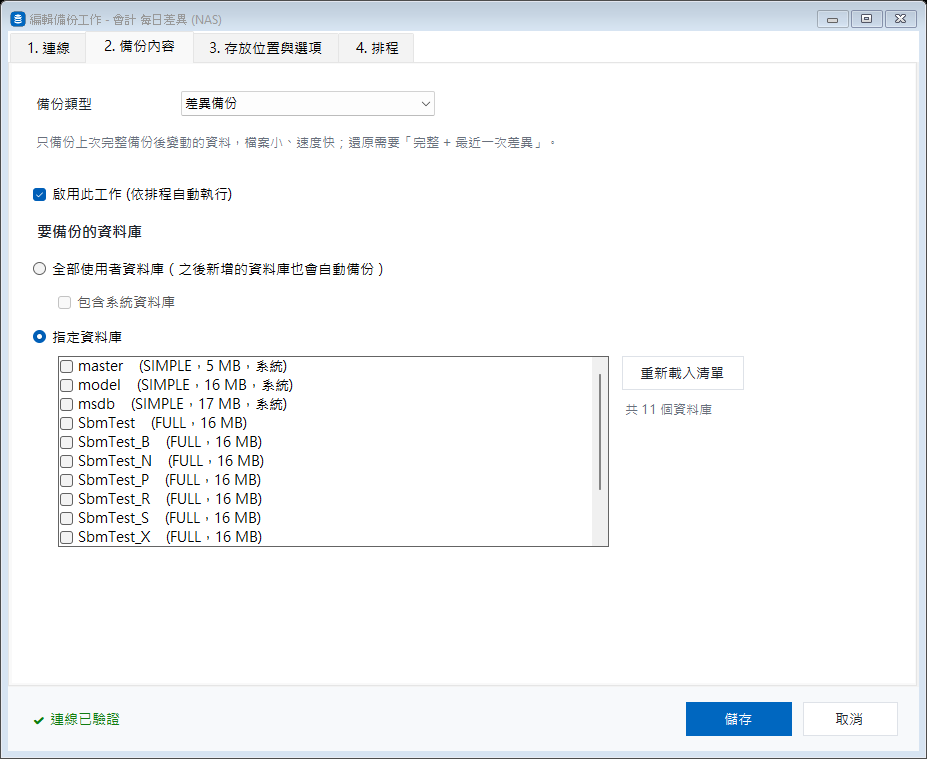 編輯備份工作 - 會計 每日差異 (NAS)
1. 連線
2. 備份內容
3. 存放位置與選項
4. 排程
備份類型
差異備份
只備份上次完整備份後變動的資料，檔案小、速度快；還原需要「完整 + 最近一次差異」。
啟用此工作 (依排程自動執行)
要備份的資料庫
全部使用者資料庫（之後新增的資料庫也會自動備份）
包含系統資料庫
指定資料庫
master (SIMPLE，5 MB，系統)
model (SIMPLE，16 MB，系統)
msdb (SIMPLE，17 MB，系統)
SbmTest (FULL，16 MB)
SbmTest_B (FULL，16 MB)
SbmTest_N (FULL，16 MB)
SbmTest_P (FULL，16 MB)
SbmTest_R (FULL，16 MB)
SbmTest_S (FULL，16 MB)
SbmTest_X (FULL，16 MB)
重新載入清單
共 11 個資料庫
連線已驗證
儲存
取消